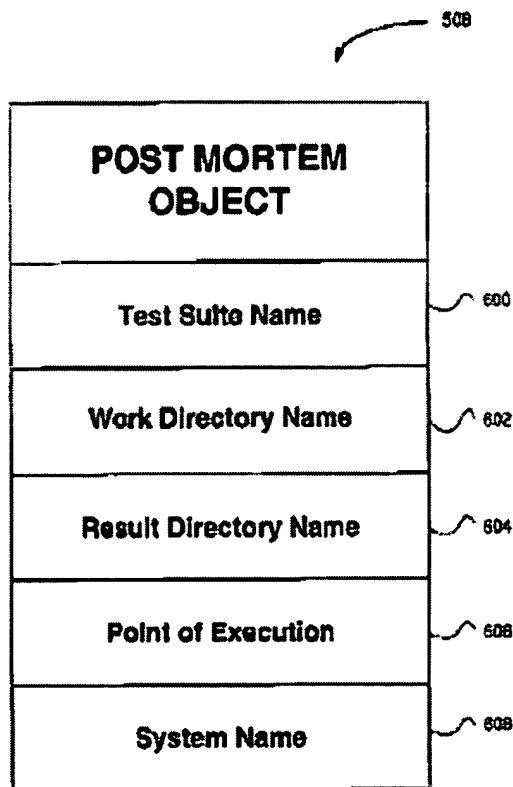 508
POST MORTEM
OBJECT
Test Suite Name
600
Work Directory Name
602
Result Directory Name
604
Point of Execution
606
System Name
608